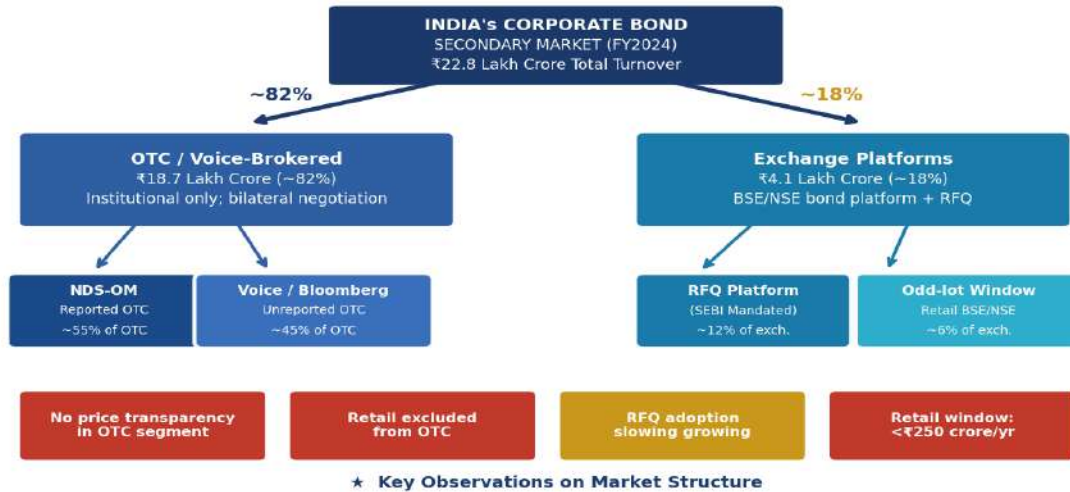 INDIA's CORPORATE BOND
SECONDARY MARKET (FY2024)
₹22.8 Lakh Crore Total Turnover
~82%
~18%
OTC / Voice-Brokered
₹18.7 Lakh Crore (~82%)
Institutional only; bilateral negotiation
Exchange Platforms
₹4.1 Lakh Crore (~18%)
BSE/NSE bond platform + RFQ
NDS-OM
Reported OTC
~55% of OTC
Voice / Bloomberg
Unreported OTC
~45% of OTC
RFQ Platform
(SEBI Mandated)
~12% of exch.
Odd-lot Window
Retail BSE/NSE
~6% of exch.
No price transparency
in OTC segment
Retail excluded
from OTC
RFQ adoption
slowing growing
Retail window:
<₹250 crore/yr
★ Key Observations on Market Structure